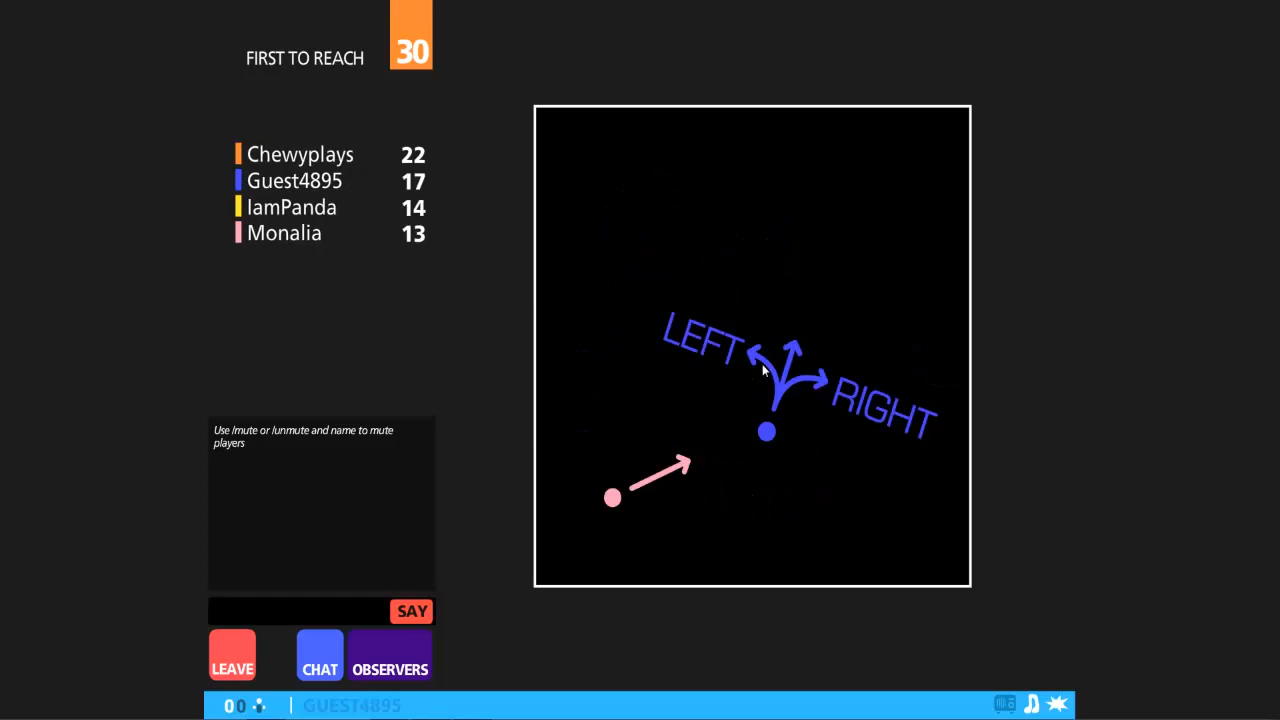 FIRST TO REACH 30
Chewyplays 22
Guest4895 17
IamPanda 14
Monalia 13
LEFT
RIGHT
Use /mute or /unmute and name to mute
players
SAY
LEAVE CHAT OBSERVERS
00 GUEST4895